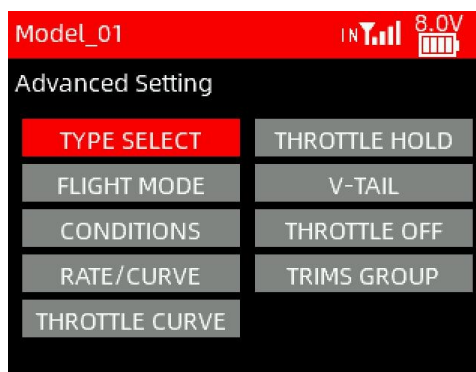 Model_01 IN 8.0V
Advanced Setting
TYPE SELECT THROTTLE HOLD
FLIGHT MODE V-TAIL
CONDITIONS THROTTLE OFF
RATE/CURVE TRIMS GROUP
THROTTLE CURVE